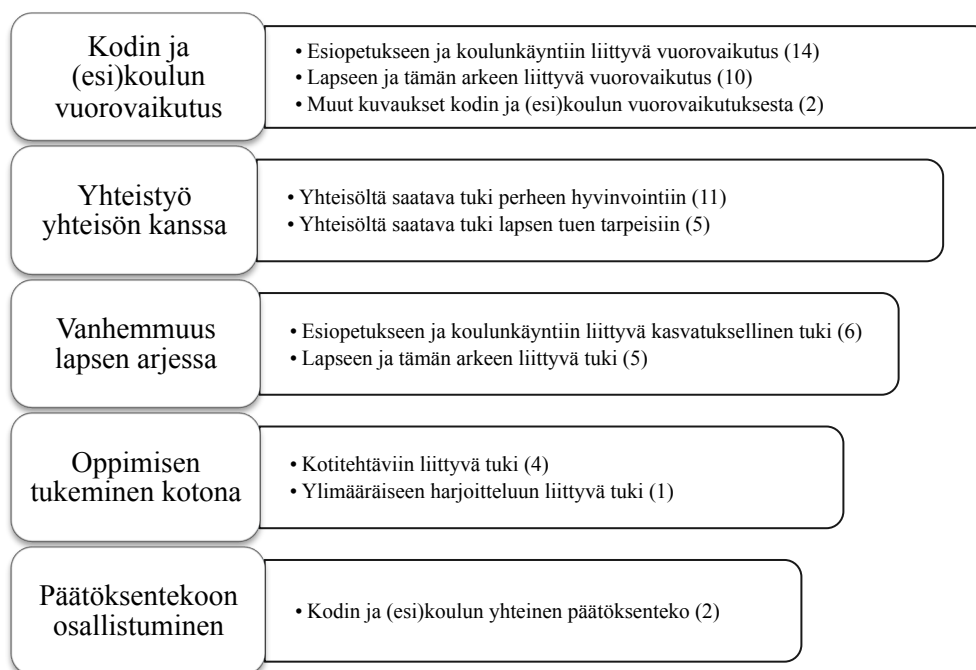 Kodin ja
(esi)koulun
vuorovaikutus
• Esiopetukseen ja koulunkäyntiin liittyvä vuorovaikutus (14)
• Lapseen ja tämän arkeen liittyvä vuorovaikutus (10)
• Muut kuvaukset kodin ja (esi)koulun vuorovaikutuksesta (2)
Yhteistyö
yhteisön kanssa
• Yhteisöltä saatava tuki perheen hyvinvointiin (11)
• Yhteisöltä saatava tuki lapsen tuen tarpeisiin (5)
Vanhemmuus
lapsen arjessa
• Esiopetukseen ja koulunkäyntiin liittyvä kasvatuksellinen tuki (6)
• Lapseen ja tämän arkeen liittyvä tuki (5)
Oppimisen
tukeminen kotona
• Kotitehtäviin liittyvä tuki (4)
• Ylimääräiseen harjoitteluun liittyvä tuki (1)
Päätöksentekoon
osallistuminen
• Kodin ja (esi)koulun yhteinen päätöksenteko (2)